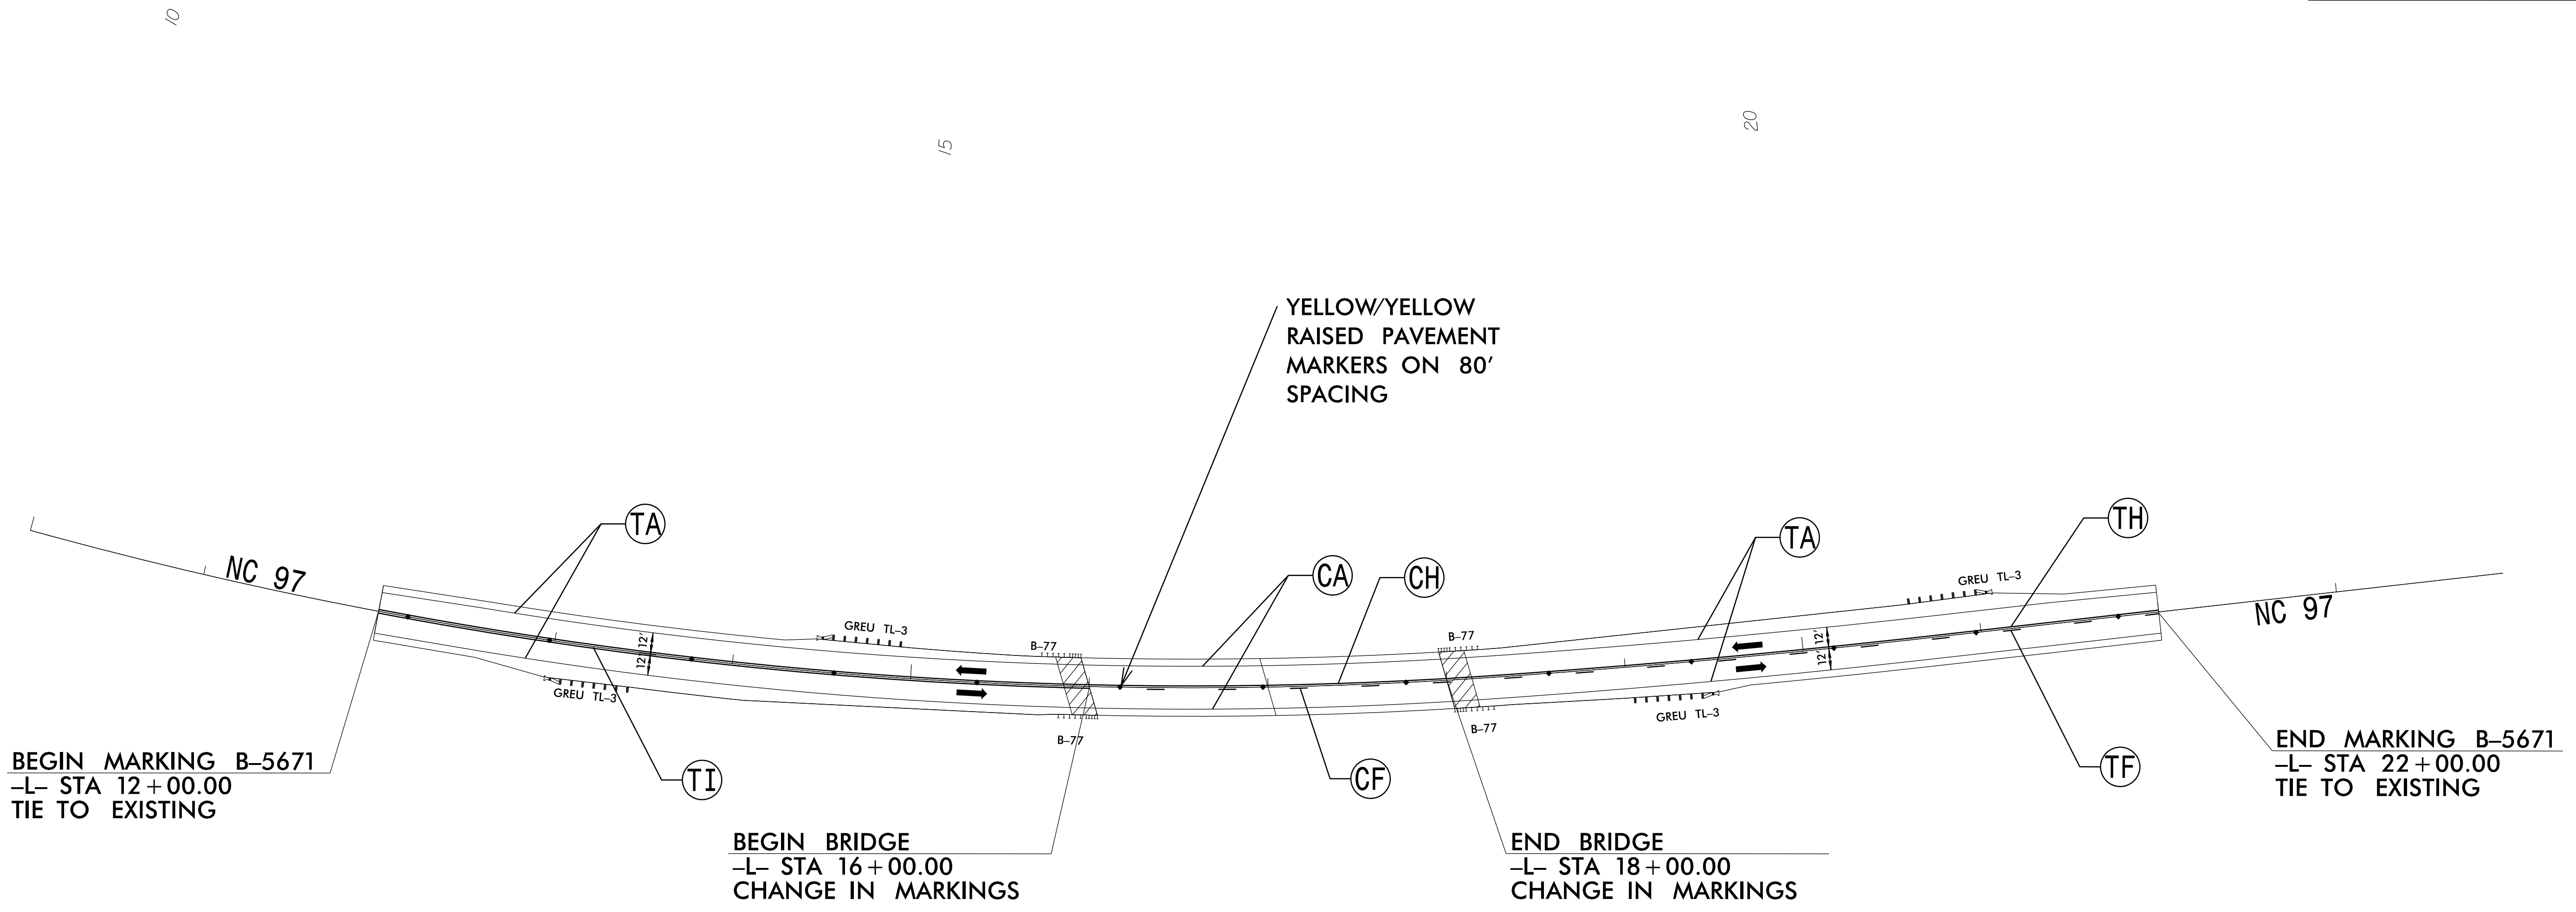 10
15
20
YELLOW/YELLOW
RAISED PAVEMENT
MARKERS ON 80'
SPACING
TA
TA
TH
CA
CH
NC 97
NC 97
GREU TL-3
GREU TL-3
GREU TL-3
GREU TL-3
12'
12'
12'
12'
B-77
B-77
B-77
B-77
TI
CF
TF
BEGIN MARKING B-5671
-L- STA 12+00.00
TIE TO EXISTING
BEGIN BRIDGE
-L- STA 16+00.00
CHANGE IN MARKINGS
END BRIDGE
-L- STA 18+00.00
CHANGE IN MARKINGS
END MARKING B-5671
-L- STA 22+00.00
TIE TO EXISTING